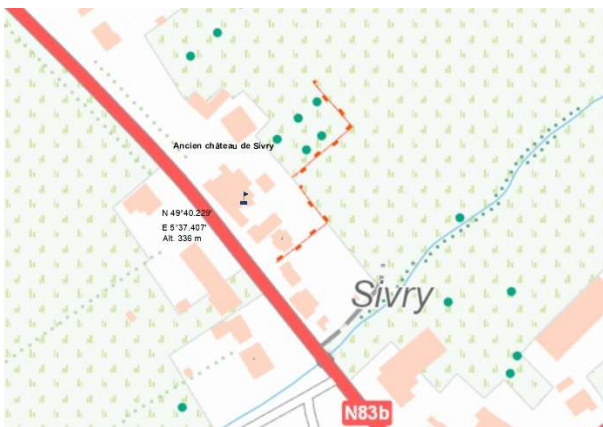 Ancien château de Sivry
N 49°40.229'
E 5°37.407'
Alt. 336 m
Sivry
N83b